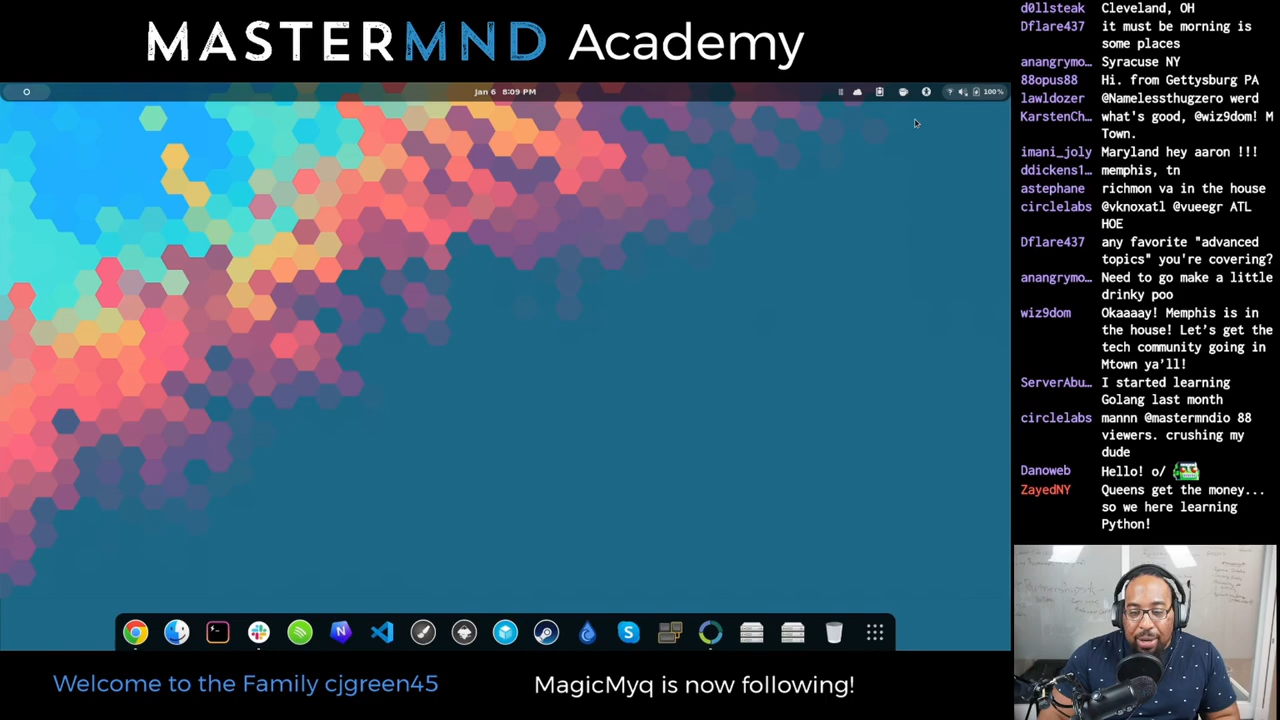 MASTERMND Academy
Jan 6 8:09 PM
100%
d0llsteak Cleveland, OH
Dflare437 it must be morning is
some places
anangrymo… Syracuse NY
88opus88 Hi. from Gettysburg PA
lawldozer @Namelessthugzero werd
KarstenCh… what's good, @wiz9dom! M
Town.
imani_joly Maryland hey aaron !!!
ddickens1… memphis, tn
astephane richmon va in the house
circlelabs @vknoxatl @vueegr ATL
HOE
Dflare437 any favorite "advanced
topics" you're covering?
anangrymo… Need to go make a little
drinky poo
wiz9dom Okaaaay! Memphis is in
the house! Let's get the
tech community going in
Mtown ya'll!
ServerAbu… I started learning
Golang last month
circlelabs mannn @mastermndio 88
viewers. crushing my
dude
Danoweb Hello! o/
ZayedNY Queens get the money...
so we here learning
Python!
Welcome to the Family cjgreen45
MagicMyq is now following!